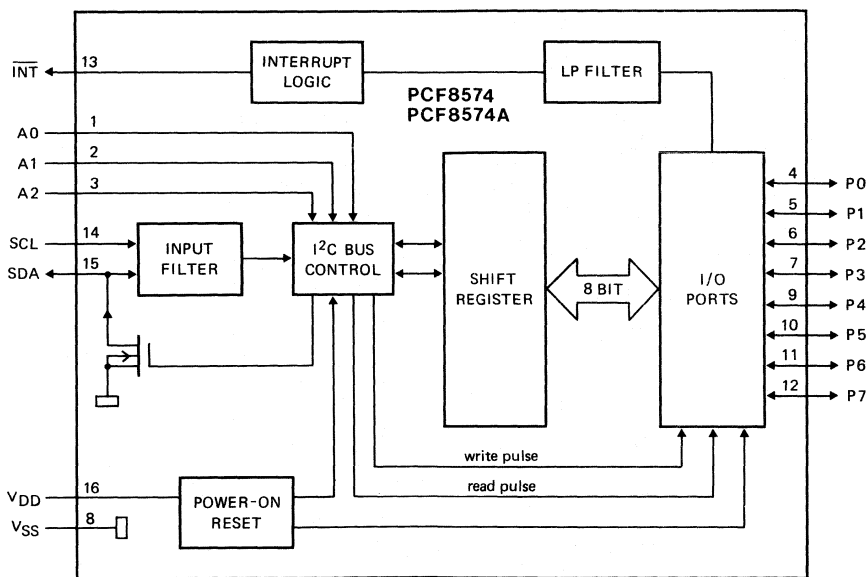 INT 13
INTERRUPT
LOGIC
LP FILTER
PCF8574
PCF8574A
A0 1
A1 2
A2 3
SCL 14
SDA 15
INPUT
FILTER
I²C BUS
CONTROL
SHIFT
REGISTER
8 BIT
I/O
PORTS
4 P0
5 P1
6 P2
7 P3
9 P4
10 P5
11 P6
12 P7
write pulse
read pulse
VDD 16
VSS 8
POWER-ON
RESET